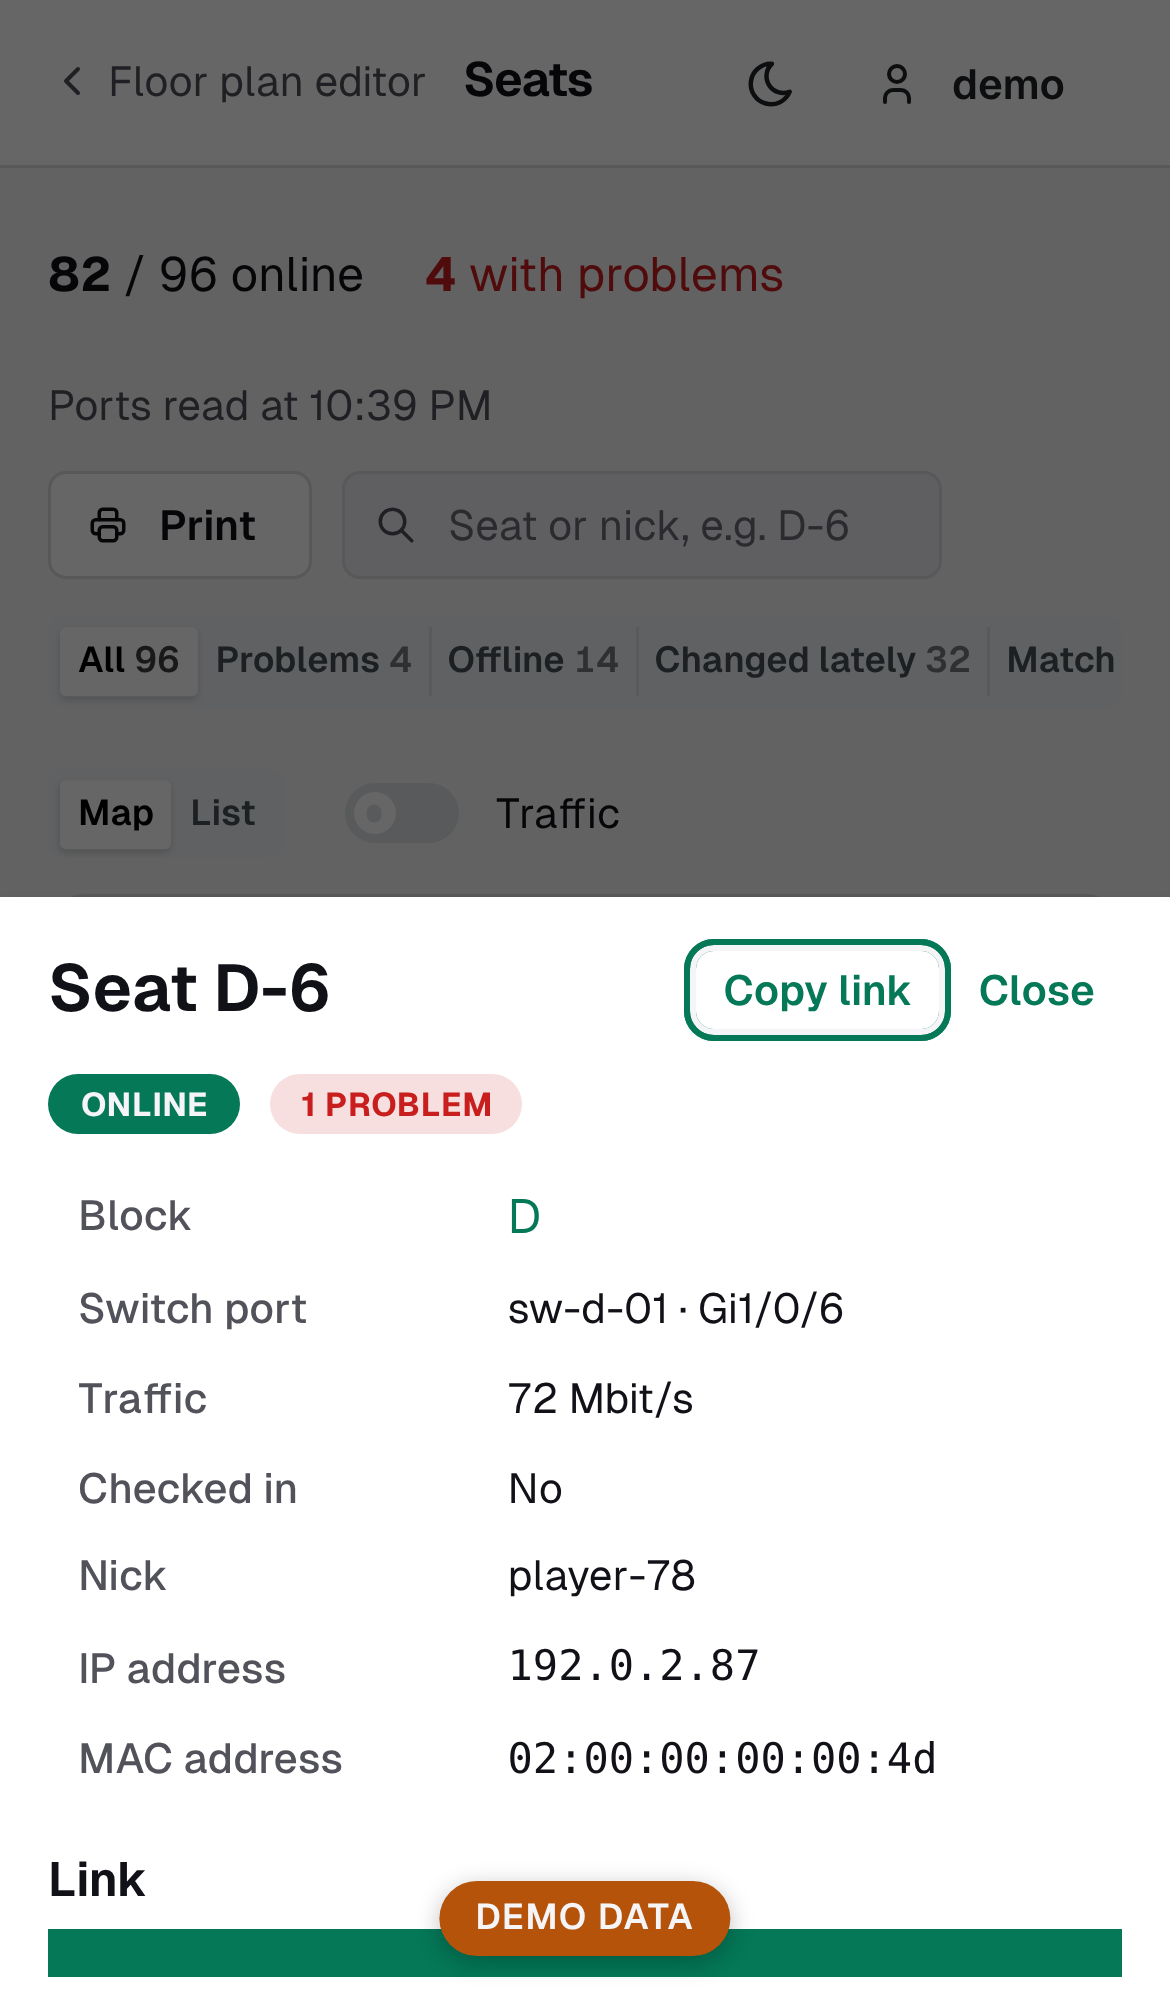 Floor plan editor Seats demo
82 / 96 online 4 with problems
Ports read at 10:39 PM
Print Seat or nick, e.g. D-6
All 96 Problems 4 Offline 14 Changed lately 32 Match
Map List Traffic
Seat D-6 Copy link Close
ONLINE 1 PROBLEM
Block D
Switch port sw-d-01 · Gi1/0/6
Traffic 72 Mbit/s
Checked in No
Nick player-78
IP address 192.0.2.87
MAC address 02:00:00:00:00:4d
Link
DEMO DATA